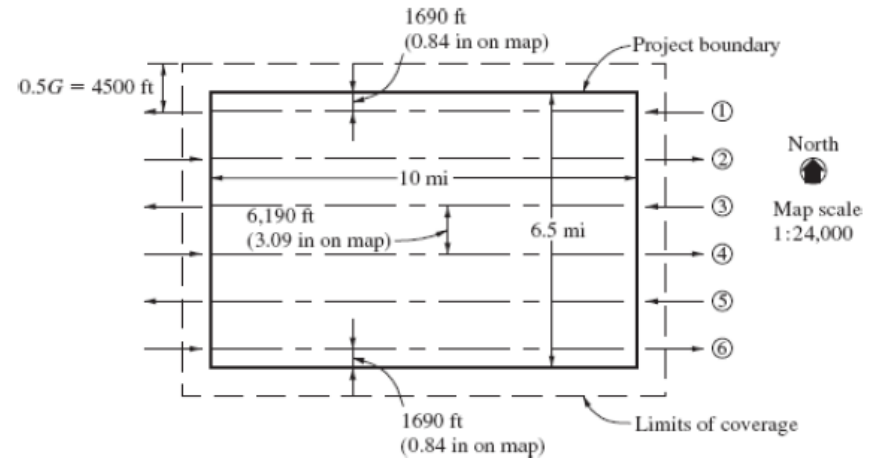 1690 ft
(0.84 in on map)
Project boundary
0.5G = 4500 ft
①
②
③
④
⑤
⑥
North
Map scale
1:24,000
10 mi
6,190 ft
(3.09 in on map)
6.5 mi
1690 ft
(0.84 in on map)
Limits of coverage